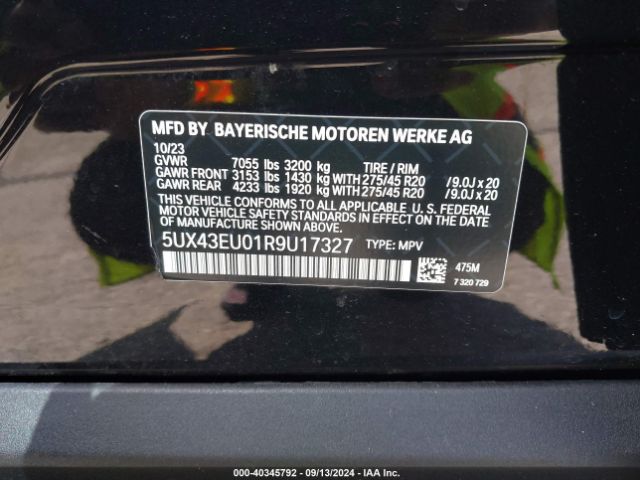 MFD BY BAYERISCHE MOTOREN WERKE AG
10/23
GVWR 7055 lbs 3200 kg TIRE / RIM
GAWR FRONT 3153 lbs 1430 kg WITH 275/45 R20 / 9.0J x 20
GAWR REAR 4233 lbs 1920 kg WITH 275/45 R20 / 9.0J x 20
THIS VEHICLE CONFORMS TO ALL APPLICABLE U. S. FEDERAL
MOTOR VEHICLE SAFETY STANDARDS IN EFFECT ON THE DATE
OF MANUFACTURE SHOWN ABOVE.
5UX43EU01R9U17327 TYPE: MPV
475M
7 320 729
COPART - 40345792 - 09/13/2024 - IAA Inc.